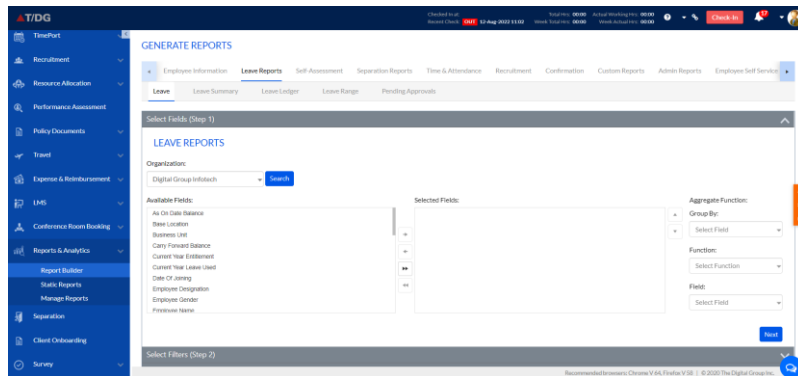 T/DG
Checked In at:
Recent Check: OUT 12-Aug-2022 11:02
Total Hrs: 00:00 Actual Working Hrs: 00:00
Week Total Hrs: 00:00 Week Actual Hrs: 00:00
Check-in
TimePort
Recruitment
Resource Allocation
Performance Assessment
Policy Documents
Travel
Expense & Reimbursement
LMS
Conference Room Booking
Reports & Analytics
Report Builder
Static Reports
Manage Reports
Separation
Client Onboarding
Survey
GENERATE REPORTS
Employee Information Leave Reports Self-Assessment Separation Reports Time & Attendance Recruitment Confirmation Custom Reports Admin Reports Employee Self Service
Leave Leave Summary Leave Ledger Leave Range Pending Approvals
Select Fields (Step 1)
LEAVE REPORTS
Organization:
Digital Group Infotech Search
Available Fields:
As On Date Balance
Base Location
Business Unit
Carry Forward Balance
Current Year Entitlement
Current Year Leave Used
Date Of Joining
Employee Designation
Employee Gender
Employee Name
Selected Fields:
Aggregate Function:
Group By:
Select Field
Function:
Select Function
Field:
Select Field
Next
Select Filters (Step 2)
Recommended browsers: Chrome V 64, Firefox V 58 | © 2020 The Digital Group Inc.